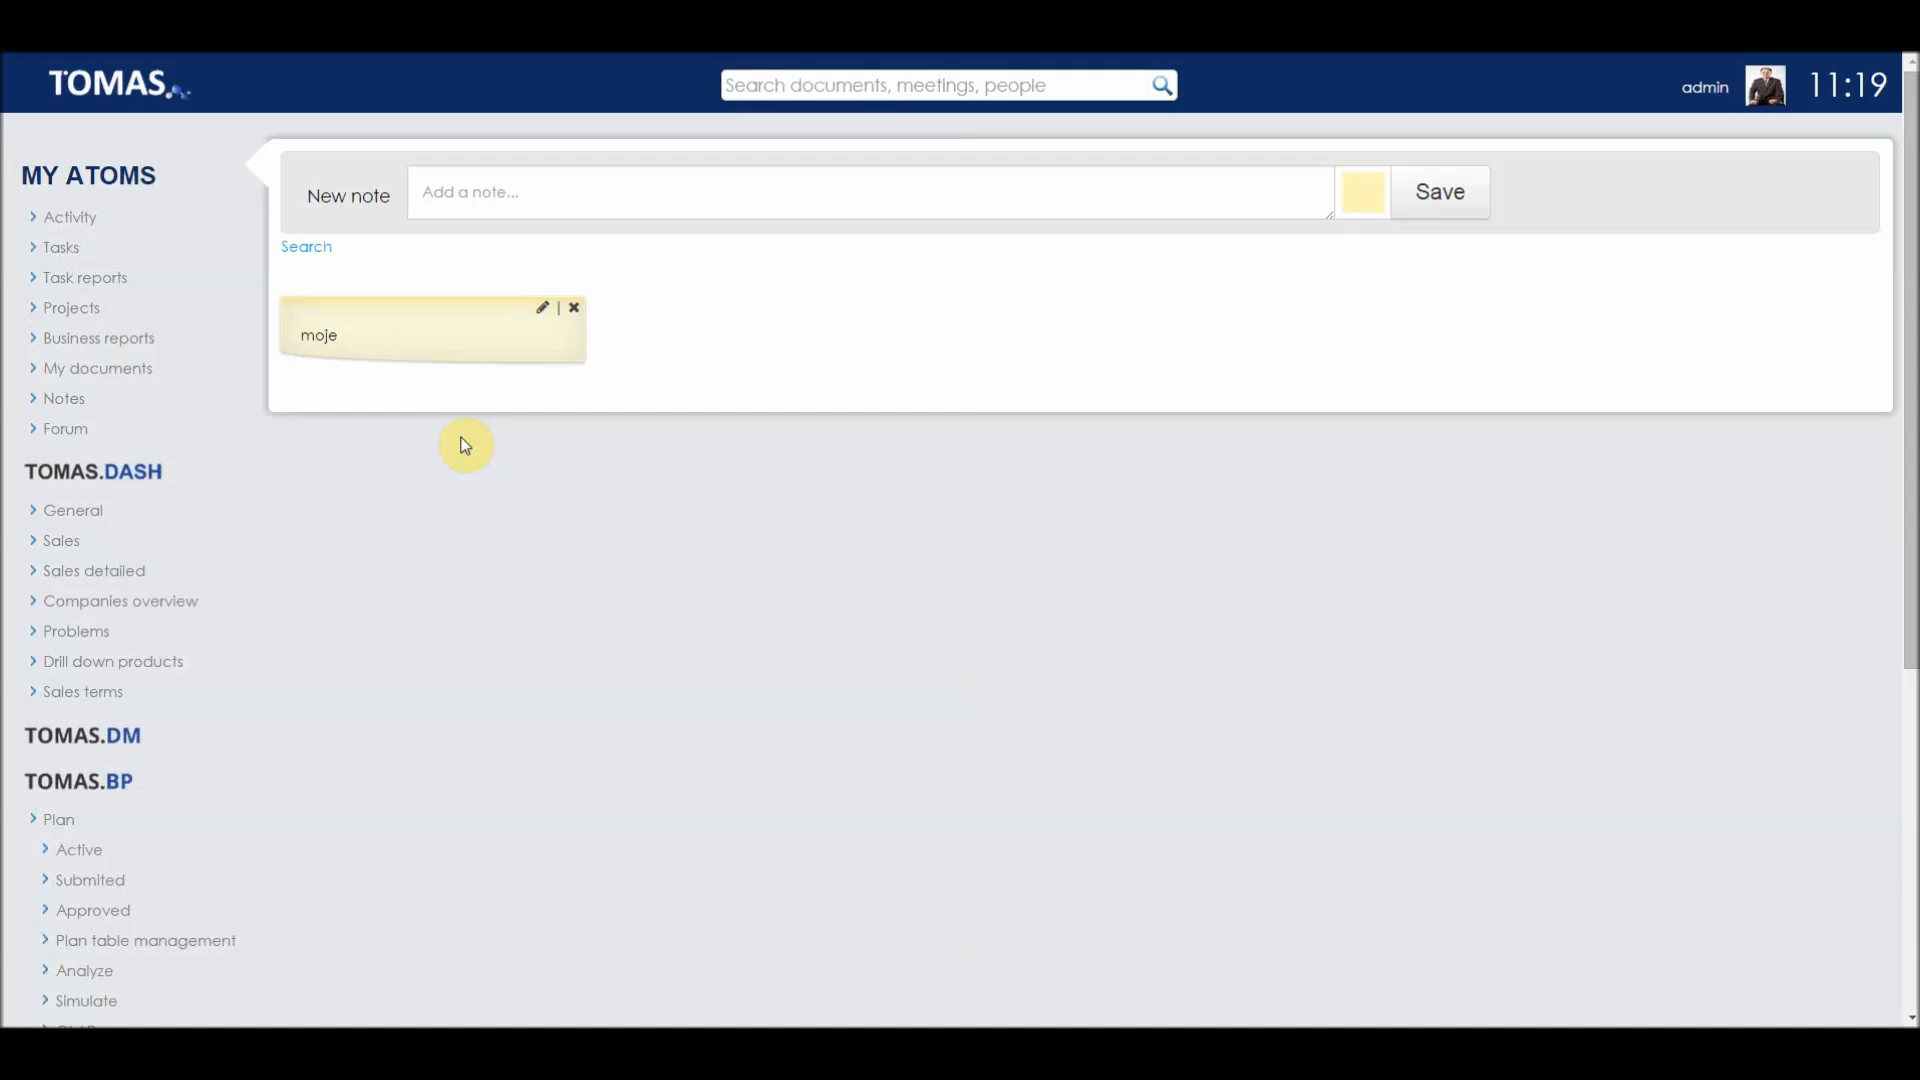 TOMAS.
Search documents, meetings, people
admin
11:19
MY ATOMS
Activity
Tasks
Task reports
Projects
Business reports
My documents
Notes
Forum
TOMAS.DASH
General
Sales
Sales detailed
Companies overview
Problems
Drill down products
Sales terms
TOMAS.DM
TOMAS.BP
Plan
Active
Submited
Approved
Plan table management
Analyze
Simulate
New note
Add a note...
Save
Search
|
moje